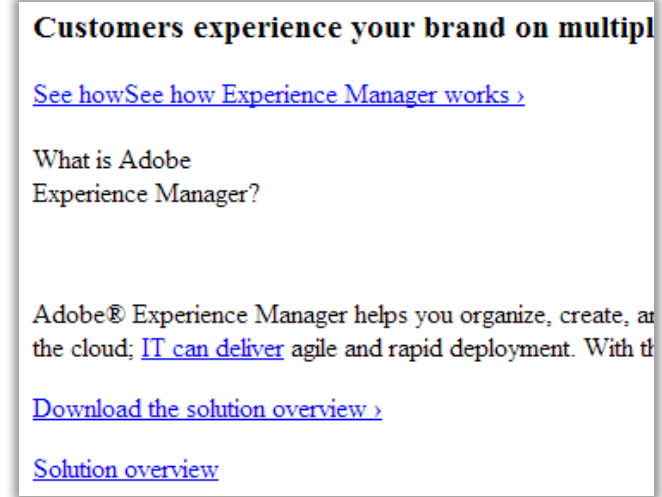 Customers experience your brand on
See howSee how Experience Manager works ›
What is Adobe
Experience Manager?
Adobe® Experience Manager helps you organize, create,
the cloud; IT can deliver agile and rapid deployment. With
Download the solution overview ›
Solution overview